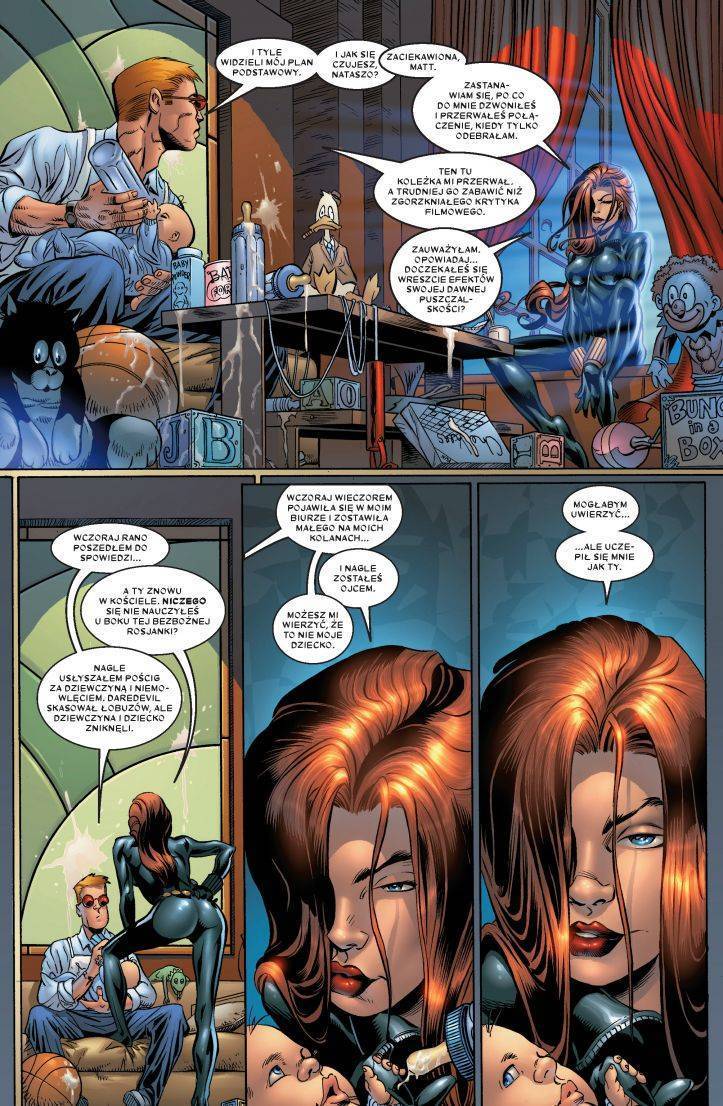 I TYLE
WIDZIELI MÓJ PLAN
PODSTAWOWY.
I JAK SIĘ
CZUJESZ,
NATASZO?
ZACIEKAWIONA,
MATT.
ZASTANA-
WIAM SIĘ, PO CO
DO MNIE DZWONIŁEŚ
I PRZERWAŁEŚ POŁĄ-
CZENIE, KIEDY TYLKO
ODEBRAŁAM.
TEN TU
KOLEŻKA MI PRZERWAŁ,
A TRUDNIEJ GO ZABAWIĆ NIŻ
ZGORZKNIAŁEGO KRYTYKA
FILMOWEGO.
ZAUWAŻYŁAM.
OPOWIADAJ...
DOCZEKAŁEŚ SIĘ
WRESZCIE EFEKTÓW
SWOJEJ DAWNEJ
PUSZCZAL-
SKOŚCI?
BABY
POWDER
J B
A O
B
BUNG
in a
BOX
WCZORAJ RANO
POSZEDŁEM DO
SPOWIEDZI...
A TY ZNOWU
W KOŚCIELE. NICZEGO
SIĘ NIE NAUCZYŁEŚ
U BOKU TEJ BEZBOŻNEJ
ROSJANKI?
NAGLE
USŁYSZAŁEM POŚCIG
ZA DZIEWCZYNĄ I NIEMO-
WLĘCIEM. DAREDEVIL
SKASOWAŁ ŁOBUZÓW, ALE
DZIEWCZYNA I DZIECKO
ZNIKNĘLI.
WCZORAJ WIECZOREM
POJAWIŁA SIĘ W MOIM
BIURZE I ZOSTAWIŁA
MAŁEGO NA MOICH
KOLANACH...
I NAGLE
ZOSTAŁEŚ
OJCEM.
MOŻESZ MI
WIERZYĆ, ŻE
TO NIE MOJE
DZIECKO.
MOGŁABYM
UWIERZYĆ...
...ALE UCZE-
PIŁ SIĘ MNIE
JAK TY.